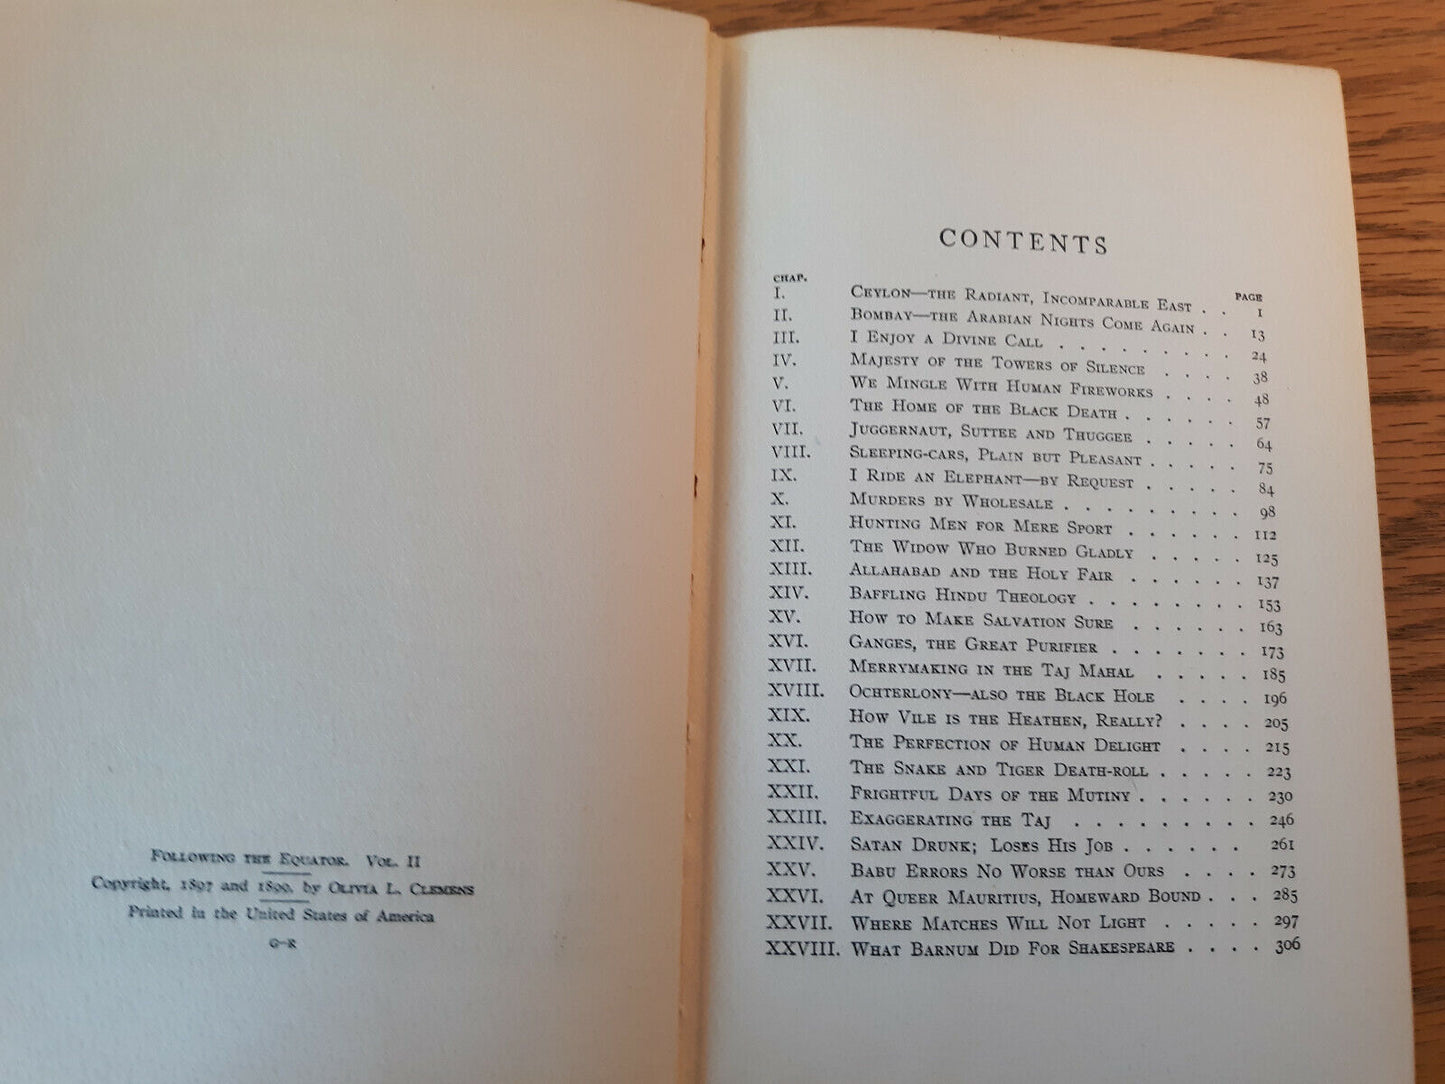 FOLLOWING THE EQUATOR. VOL. II
Copyright, 1897 and 1899, by OLIVIA L. CLEMENS
Printed in the United States of America
G–R
CONTENTS
CHAP. PAGE
I. CEYLON—THE RADIANT, INCOMPARABLE EAST . . 1
II. BOMBAY—THE ARABIAN NIGHTS COME AGAIN . . 13
III. I ENJOY A DIVINE CALL . . . . . . . . . 24
IV. MAJESTY OF THE TOWERS OF SILENCE . . . . 38
V. WE MINGLE WITH HUMAN FIREWORKS . . . . 48
VI. THE HOME OF THE BLACK DEATH . . . . . . 57
VII. JUGGERNAUT, SUTTEE AND THUGGEE . . . . . 64
VIII. SLEEPING-CARS, PLAIN BUT PLEASANT . . . . . 75
IX. I RIDE AN ELEPHANT—BY REQUEST . . . . . 84
X. MURDERS BY WHOLESALE . . . . . . . . . 98
XI. HUNTING MEN FOR MERE SPORT . . . . . . 112
XII. THE WIDOW WHO BURNED GLADLY . . . . . 125
XIII. ALLAHABAD AND THE HOLY FAIR . . . . . . 137
XIV. BAFFLING HINDU THEOLOGY . . . . . . . . 153
XV. HOW TO MAKE SALVATION SURE . . . . . . 163
XVI. GANGES, THE GREAT PURIFIER . . . . . . . 173
XVII. MERRYMAKING IN THE TAJ MAHAL . . . . . 185
XVIII. OCHTERLONY—ALSO THE BLACK HOLE . . . . 196
XIX. HOW VILE IS THE HEATHEN, REALLY? . . . . 205
XX. THE PERFECTION OF HUMAN DELIGHT . . . . 215
XXI. THE SNAKE AND TIGER DEATH-ROLL . . . . . 223
XXII. FRIGHTFUL DAYS OF THE MUTINY . . . . . . 230
XXIII. EXAGGERATING THE TAJ . . . . . . . . . 246
XXIV. SATAN DRUNK; LOSES HIS JOB . . . . . . 261
XXV. BABU ERRORS NO WORSE THAN OURS . . . . 273
XXVI. AT QUEER MAURITIUS, HOMEWARD BOUND . . . 285
XXVII. WHERE MATCHES WILL NOT LIGHT . . . . . 297
XXVIII. WHAT BARNUM DID FOR SHAKESPEARE . . . . 306